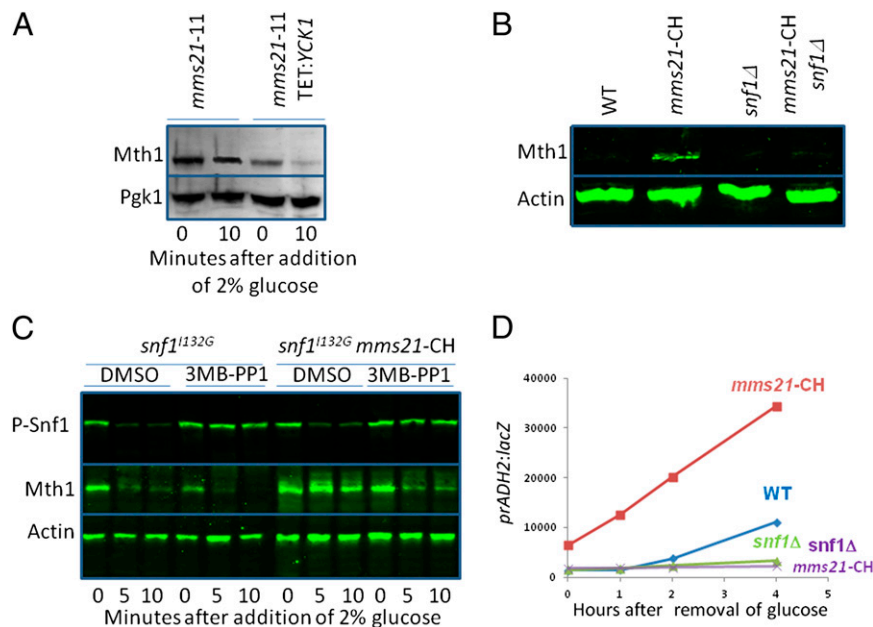 A
mms21-11
mms21-11
TET:YCK1
Mth1
Pgk1
0 10 0 10
Minutes after addition
of 2% glucose
B
WT
mms21-CH
snf1Δ
mms21-CH
snf1Δ
Mth1
Actin
C
snf1I132G snf1I132G mms21-CH
DMSO 3MB-PP1 DMSO 3MB-PP1
P-Snf1
Mth1
Actin
0 5 10 0 5 10 0 5 10 0 5 10
Minutes after addition of 2% glucose
D
prADH2:lacZ
40000
30000
20000
10000
0
mms21-CH
WT
snf1Δ snf1Δ
mms21-CH
0 1 2 3 4 5
Hours after removal of glucose